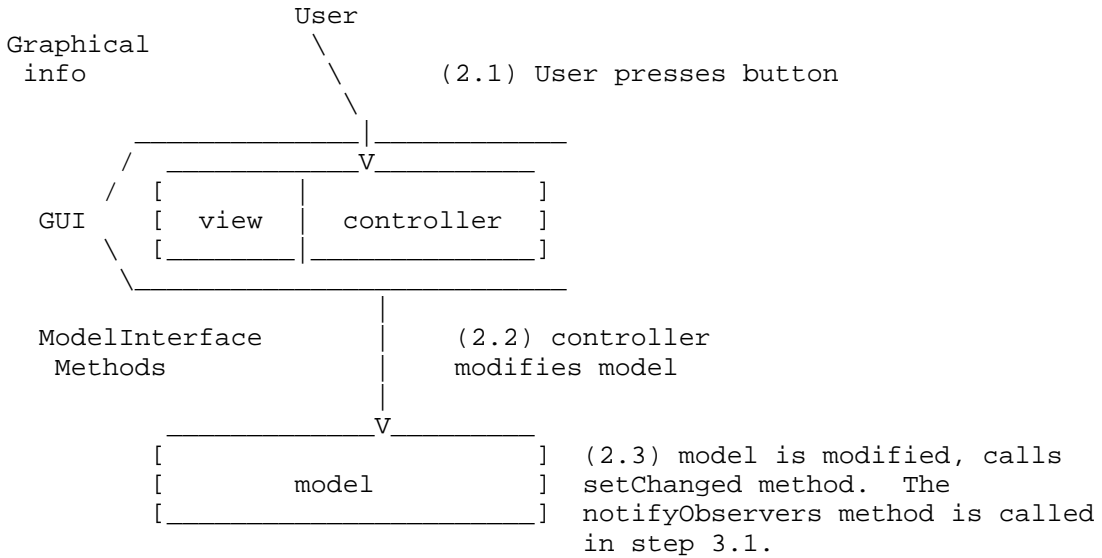 User
Graphical
info
(2.1) User presses button
GUI
view
controller
ModelInterface
Methods
(2.2) controller
modifies model
model
(2.3) model is modified, calls
setChanged method. The
notifyObservers method is called
in step 3.1.